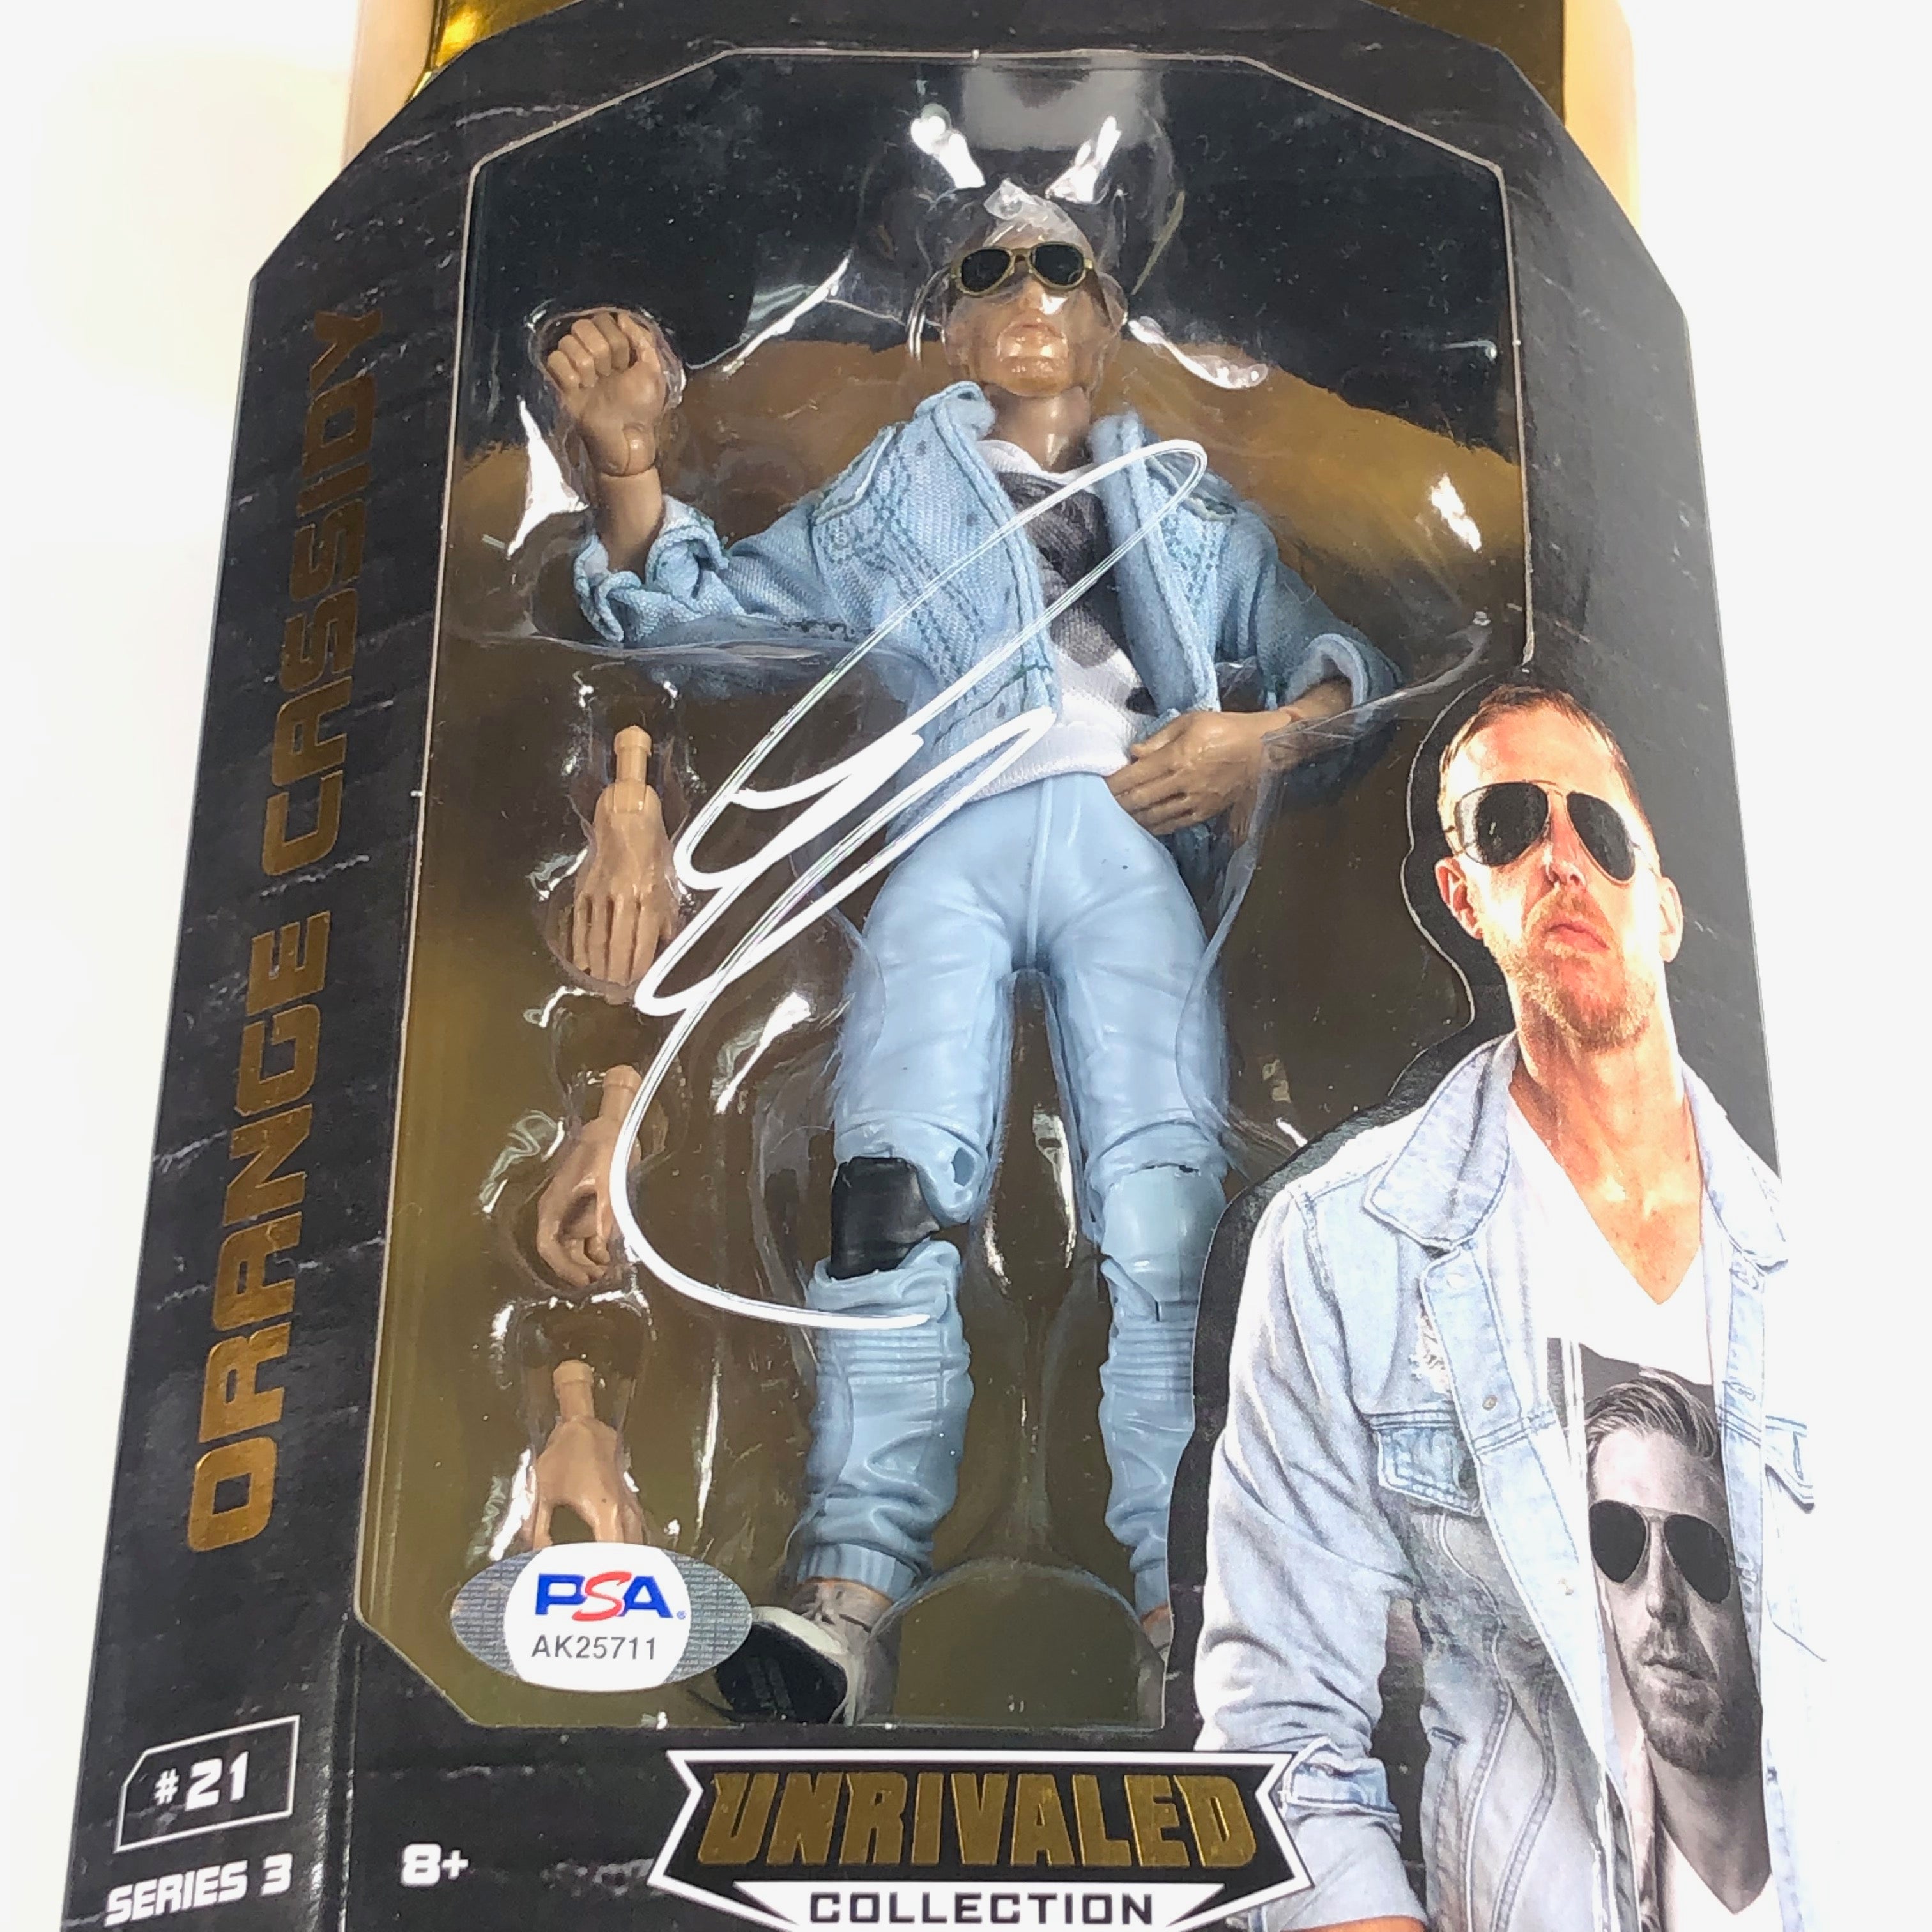 ORANGE CASSIDY
PSA
AK25711
#21
SERIES 3
8+
UNRIVALED
COLLECTION